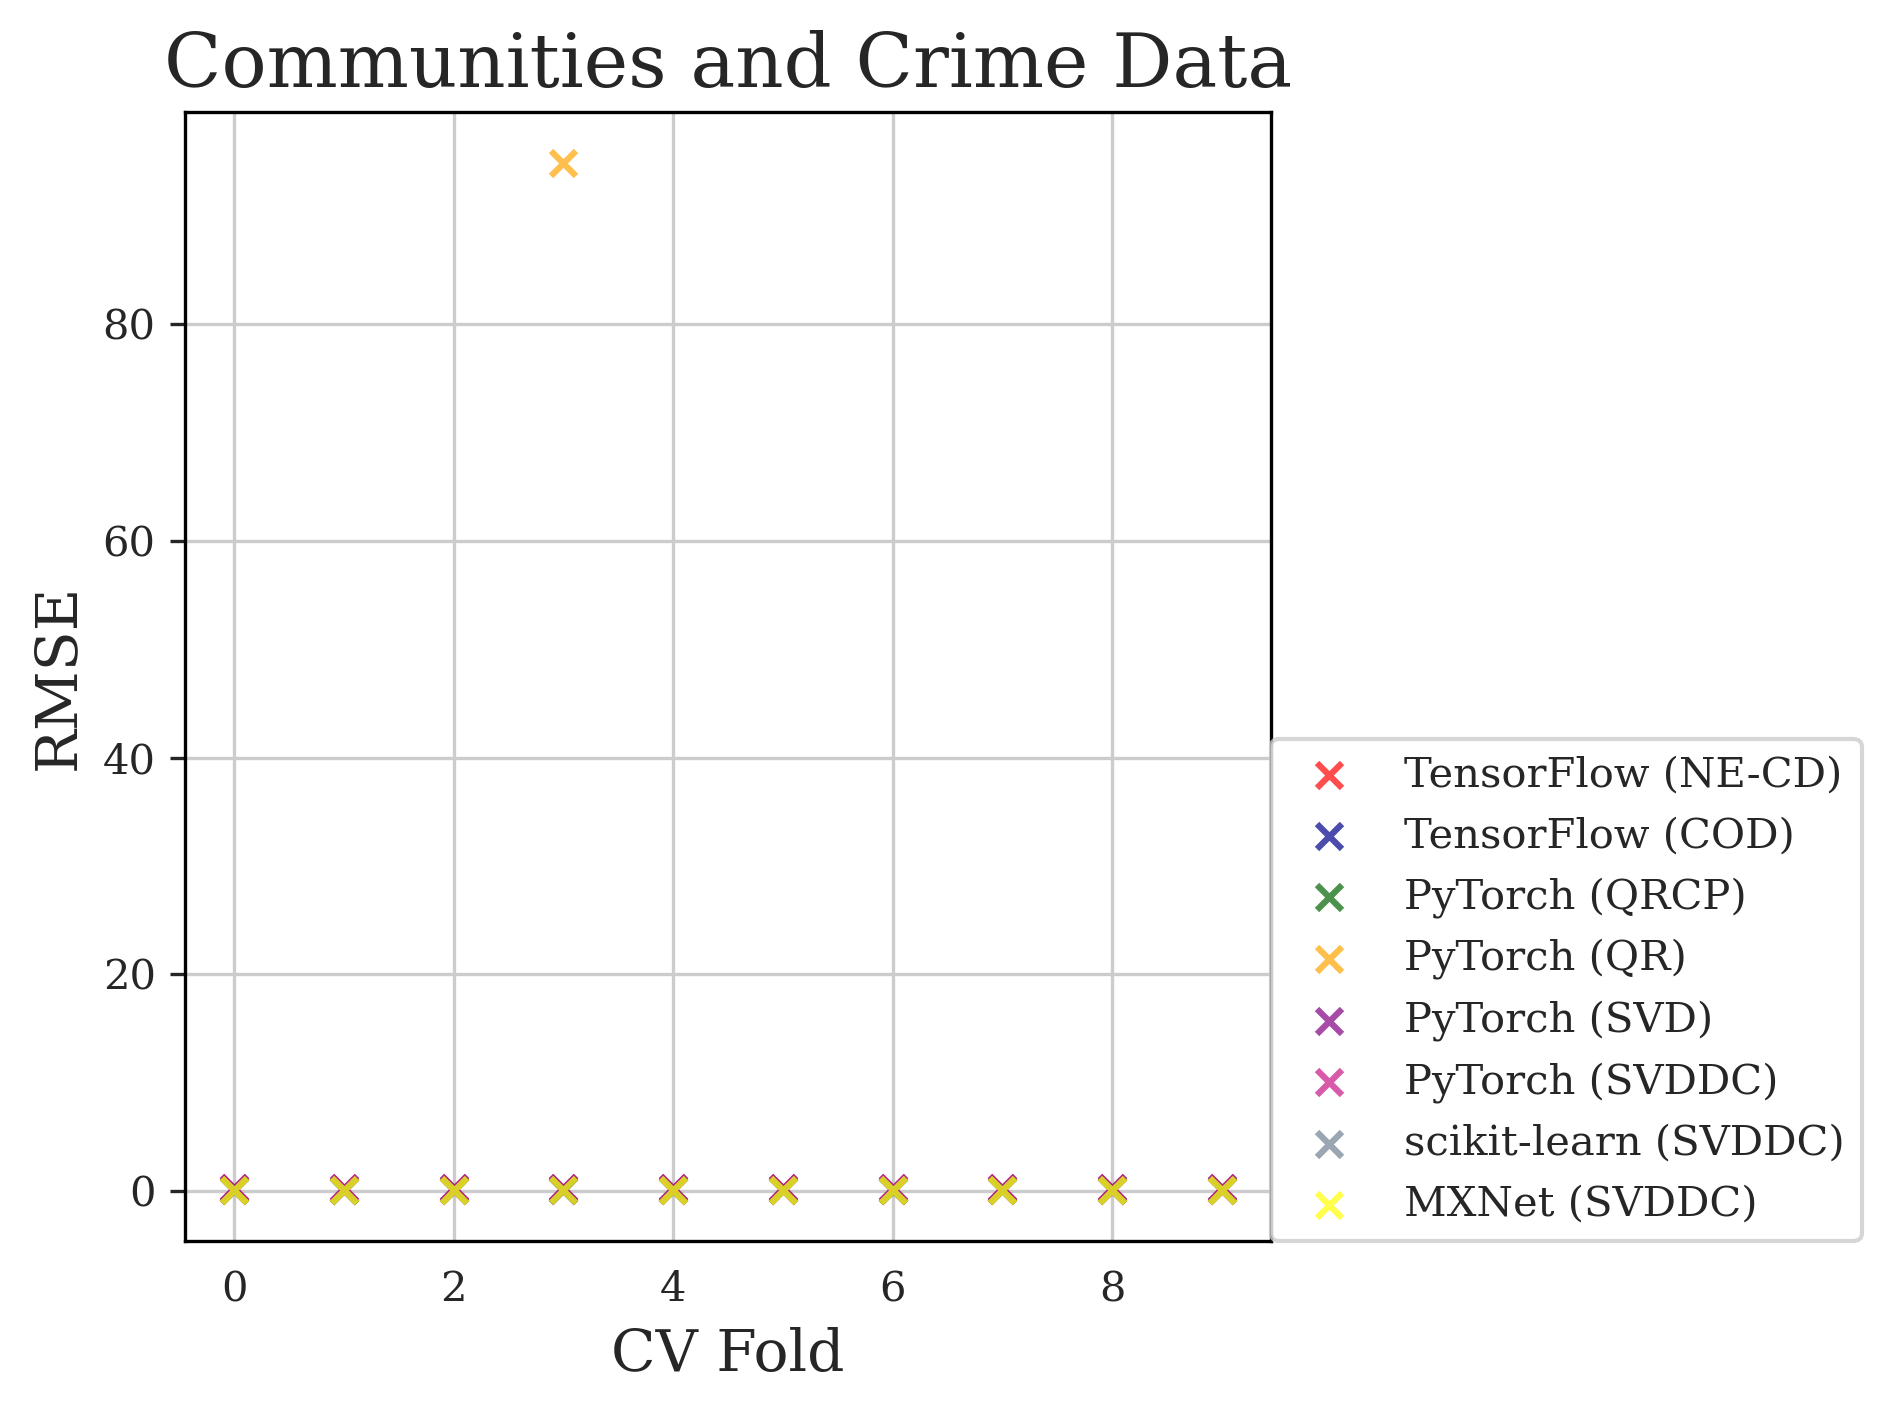 Communities and Crime Data
RMSE
80
60
40
20
0
0 2 4 6 8
CV Fold
TensorFlow (NE-CD)
TensorFlow (COD)
PyTorch (QRCP)
PyTorch (QR)
PyTorch (SVD)
PyTorch (SVDDC)
scikit-learn (SVDDC)
MXNet (SVDDC)